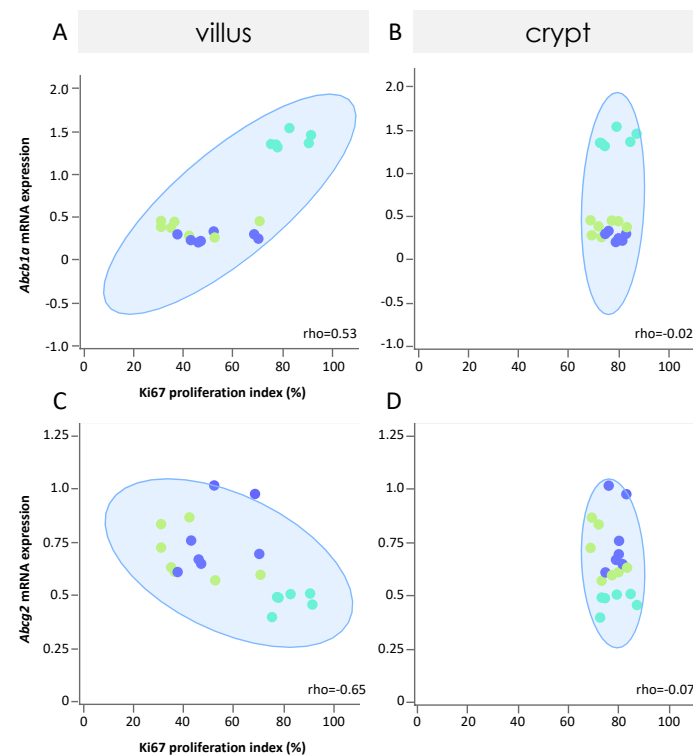 A villus B crypt
2.0 2.0
1.5 1.5
1.0 1.0
0.5 0.5
0 0
-0.5 -0.5
-1.0 -1.0
Abcb1a mRNA expression
rho=0.53 rho=-0.02
0 20 40 60 80 100 0 20 40 60 80 100
Ki67 proliferation index (%)
C D
1.25 1.25
1.0 1.0
0.75 0.75
0.5 0.5
0.25 0.25
0 0
Abcg2 mRNA expression
rho=-0.65 rho=-0.07
0 20 40 60 80 100 0 20 40 60 80 100
Ki67 proliferation index (%)